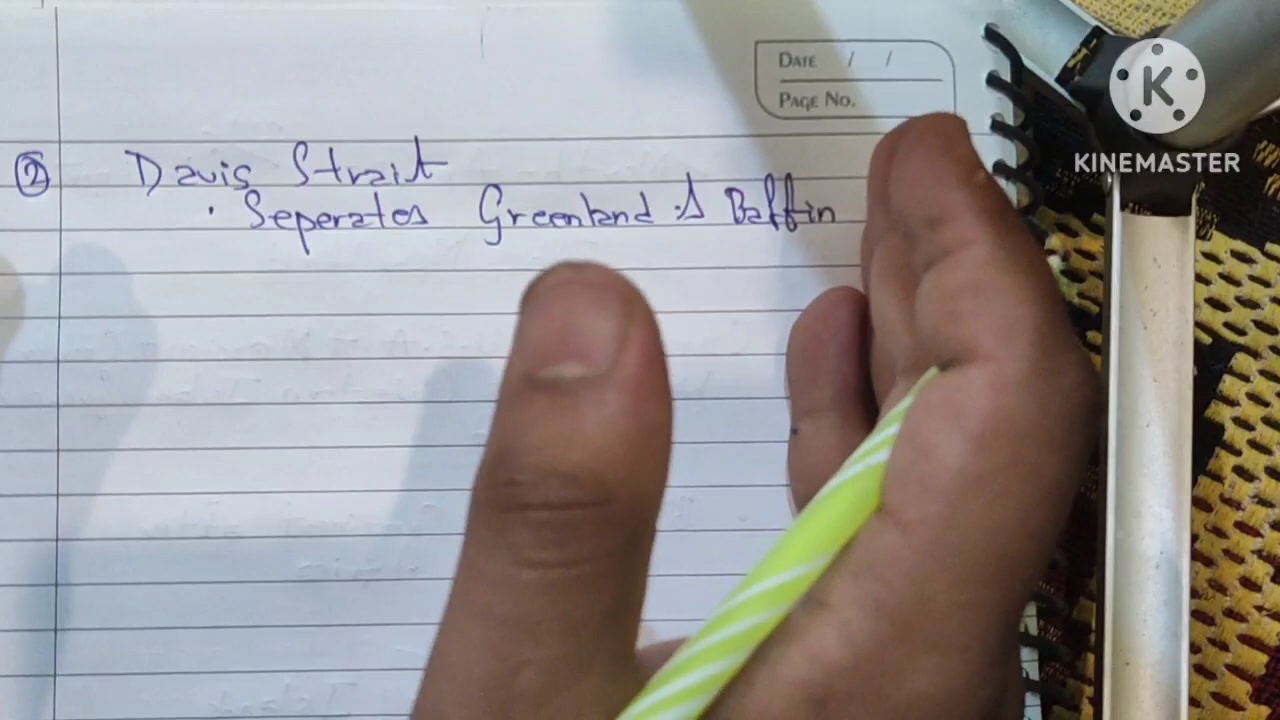 DATE / /
PAGE NO.
K
KINEMASTER
② Davis Strait
· Seperates Greenland & Baffin